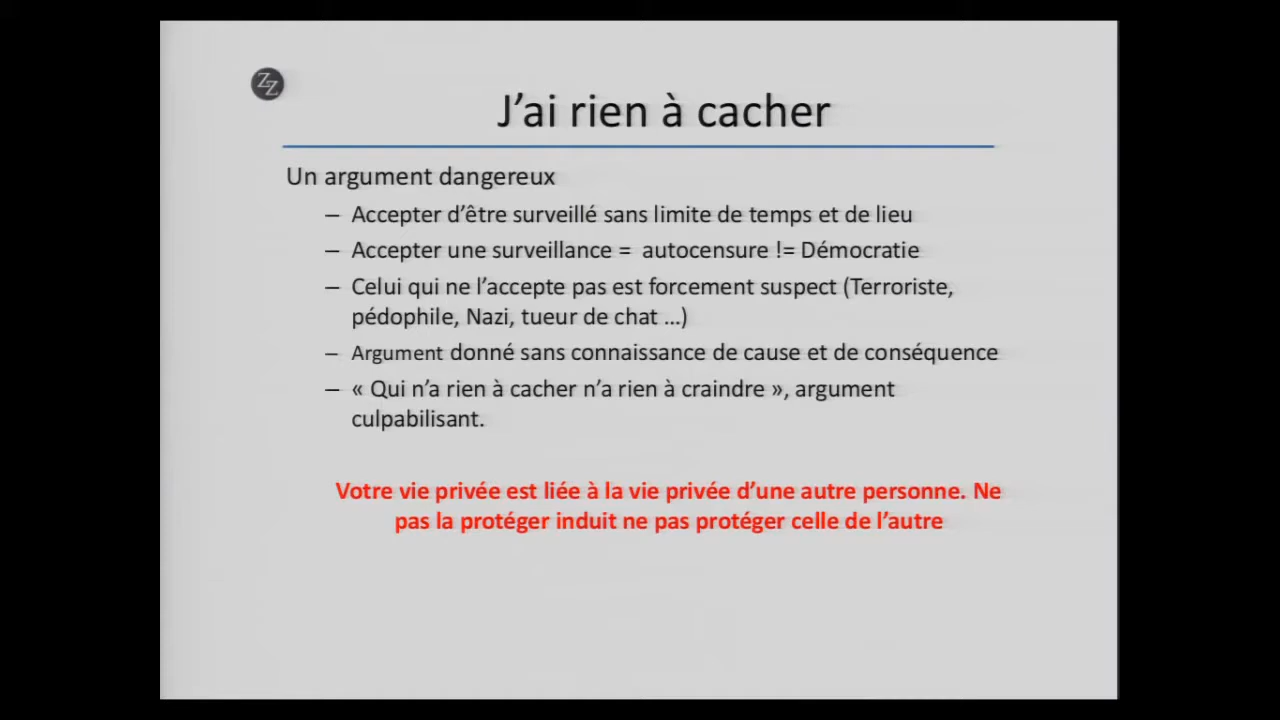 ZZ
J'ai rien à cacher
Un argument dangereux
– Accepter d'être surveillé sans limite de temps et de lieu
– Accepter une surveillance = autocensure != Démocratie
– Celui qui ne l'accepte pas est forcement suspect (Terroriste,
pédophile, Nazi, tueur de chat ...)
– Argument donné sans connaissance de cause et de conséquence
– « Qui n'a rien à cacher n'a rien à craindre », argument
culpabilisant.
Votre vie privée est liée à la vie privée d'une autre personne. Ne
pas la protéger induit ne pas protéger celle de l'autre